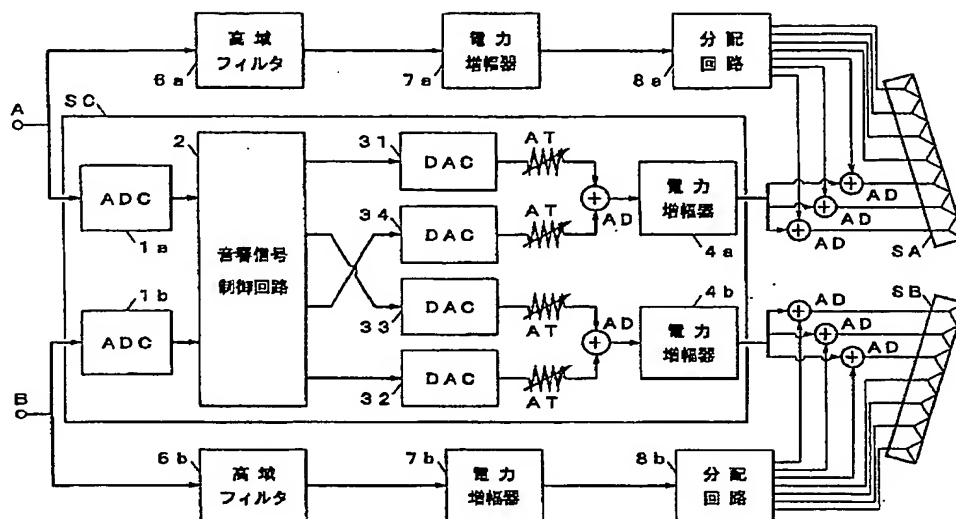 高域
フィルタ
6a
電力
増幅器
7a
分配
回路
8a
A
SC
2
31
DAC
AT
ADC
1a
34
DAC
AT
AD
電力
増幅器
4a
AD
AD
AD
SA
音響信号
制御回路
1b
ADC
33
DAC
AT
AD
4b
電力
増幅器
SB
AD
AD
AD
32
DAC
AT
B
6b
高域
フィルタ
7b
電力
増幅器
8b
分配
回路